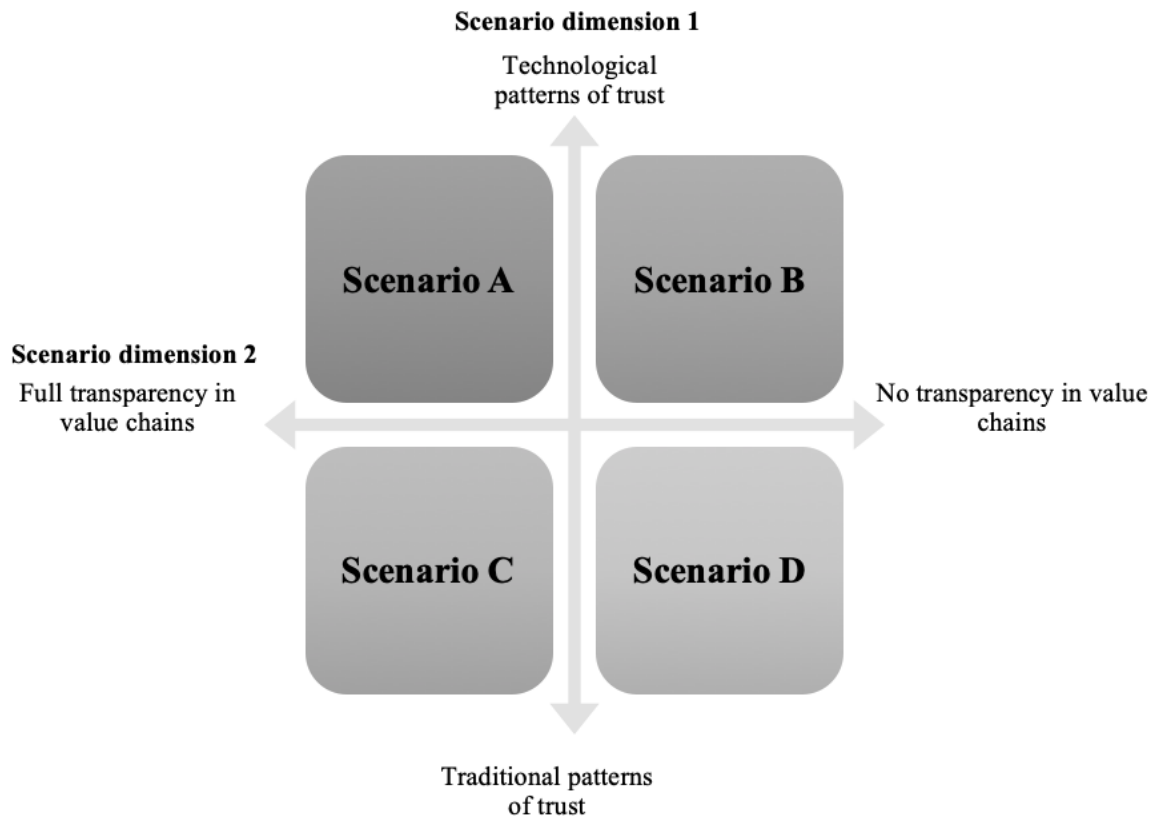 Scenario dimension 1
Technological
patterns of trust
Scenario A
Scenario B
Scenario dimension 2
Full transparency in
value chains
No transparency in value
chains
Scenario C
Scenario D
Traditional patterns
of trust